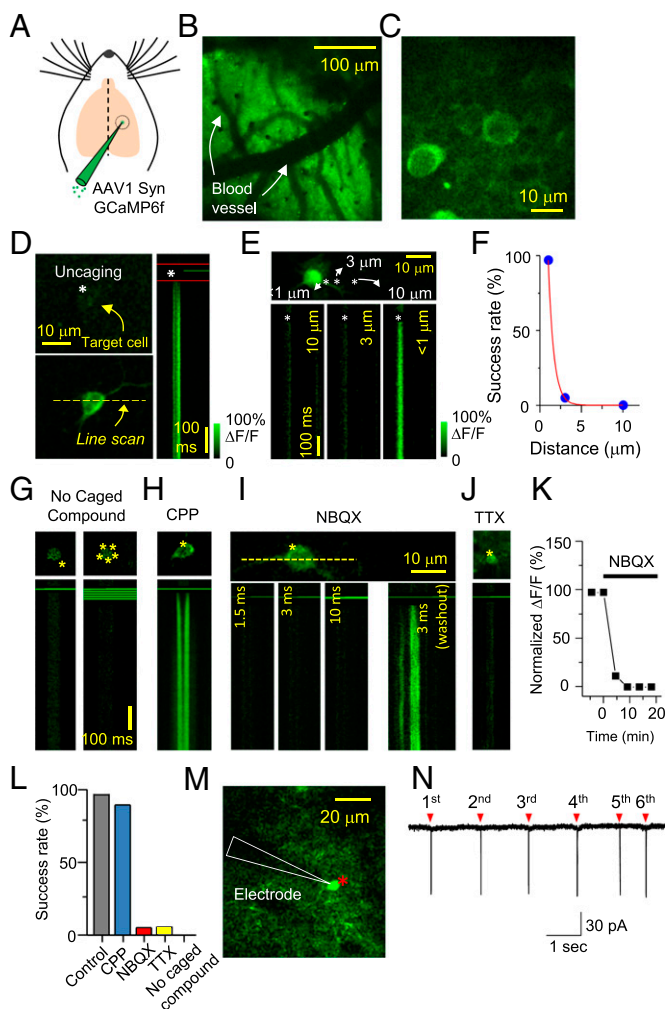 A
AAV1 Syn
GCaMP6f
B
100 μm
Blood
vessel
C
10 μm
D
Uncaging
*
10 μm
Target cell
Line scan
*
100
ms
100%
ΔF/F
0
E
3 μm
10 μm
<1 μm
* * *
10 μm
*
10 μm
100 ms
*
3 μm
*
<1 μm
100%
ΔF/F
0
F
Success rate (%)
100
50
0
0
5
10
Distance (μm)
G
No Caged
Compound
*
* *
* * *
100 ms
H
CPP
*
I
NBQX
*
10 μm
1.5 ms
3 ms
10 ms
3 ms
(washout)
J
TTX
*
K
Normalized ΔF/F (%)
NBQX
150
100
50
0
0
10
20
Time (min)
L
Success rate (%)
100
50
0
Control
CPP
NBQX
TTX
No caged
compound
M
20 μm
*
Electrode
N
1st 2nd 3rd 4th 5th 6th
30 pA
1 sec